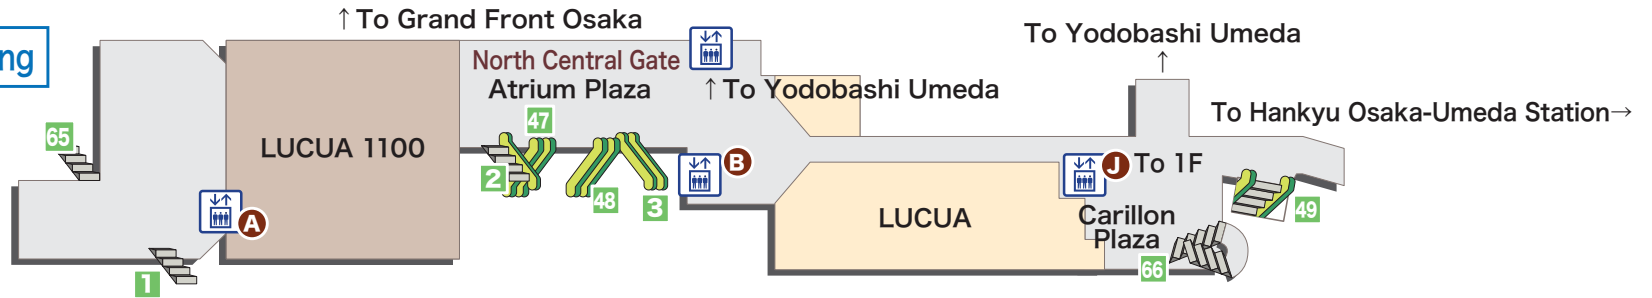 ng
↑To Grand Front Osaka
North Central Gate
Atrium Plaza
↑To Yodobashi Umeda
To Yodobashi Umeda
↑
To Hankyu Osaka-Umeda Station→
65
47
LUCUA 1100
2
B
J To 1F
48
3
A
LUCUA
Carillon
Plaza
49
66
1